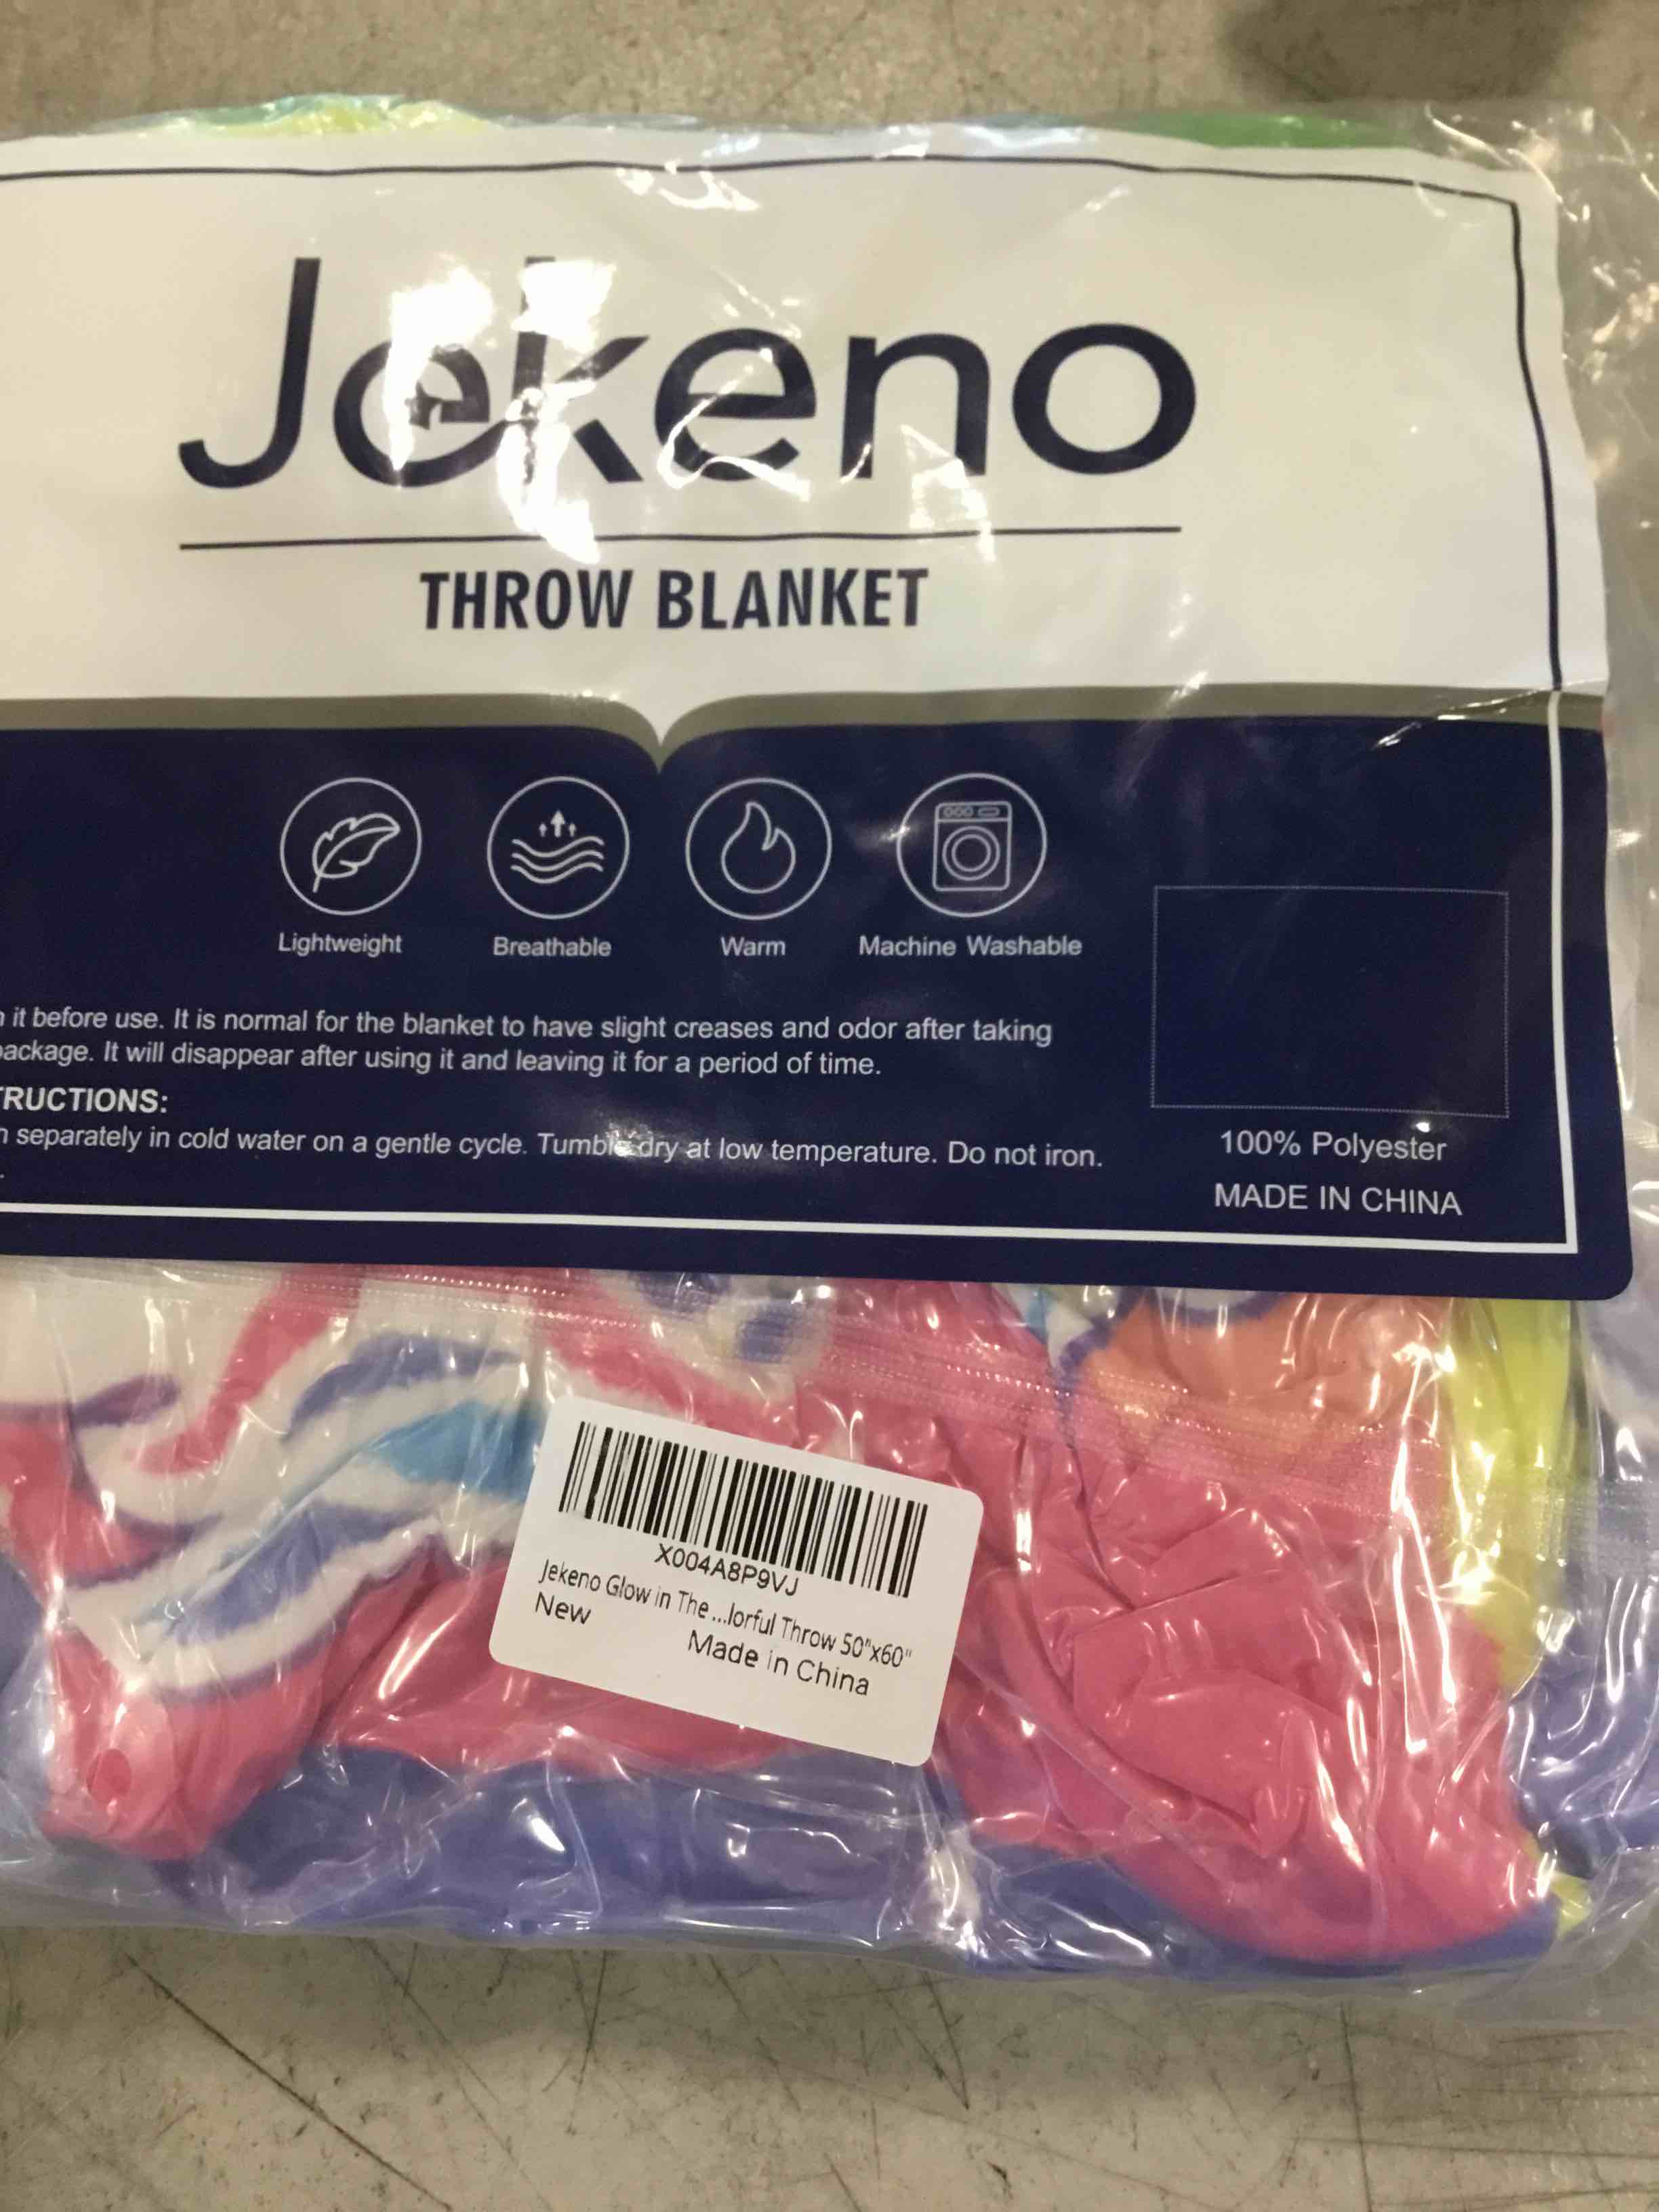 Jekeno
THROW BLANKET
Lightweight
Breathable
Warm
Machine Washable
it before use. It is normal for the blanket to have slight creases and odor after taking
ackage. It will disappear after using it and leaving it for a period of time.
RUCTIONS:
separately in cold water on a gentle cycle. Tumble dry at low temperature. Do not iron.
100% Polyester
MADE IN CHINA
X004A8P9VJ
Jekeno Glow in The ...lorful Throw 50"x60"
New
Made in China